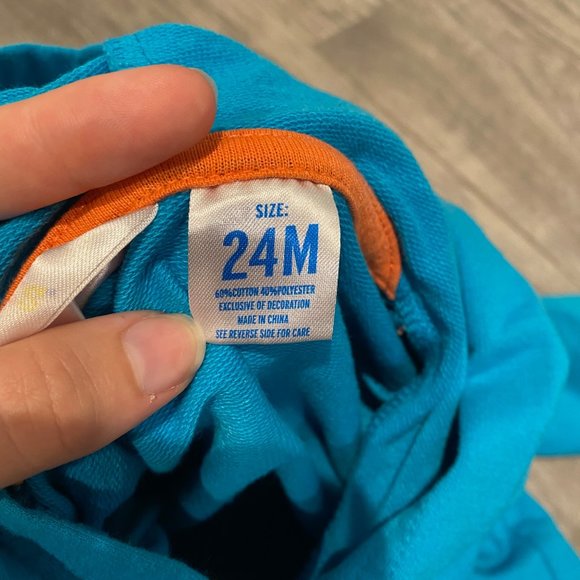 SIZE:
24M
60%COTTON 40%POLYESTER
EXCLUSIVE OF DECORATION
MADE IN CHINA
SEE REVERSE SIDE FOR CARE